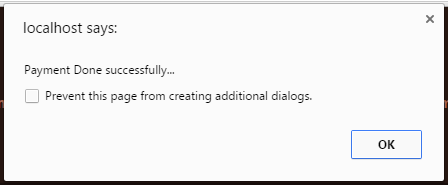 localhost says:
Payment Done successfully...
Prevent this page from creating additional dialogs.
OK